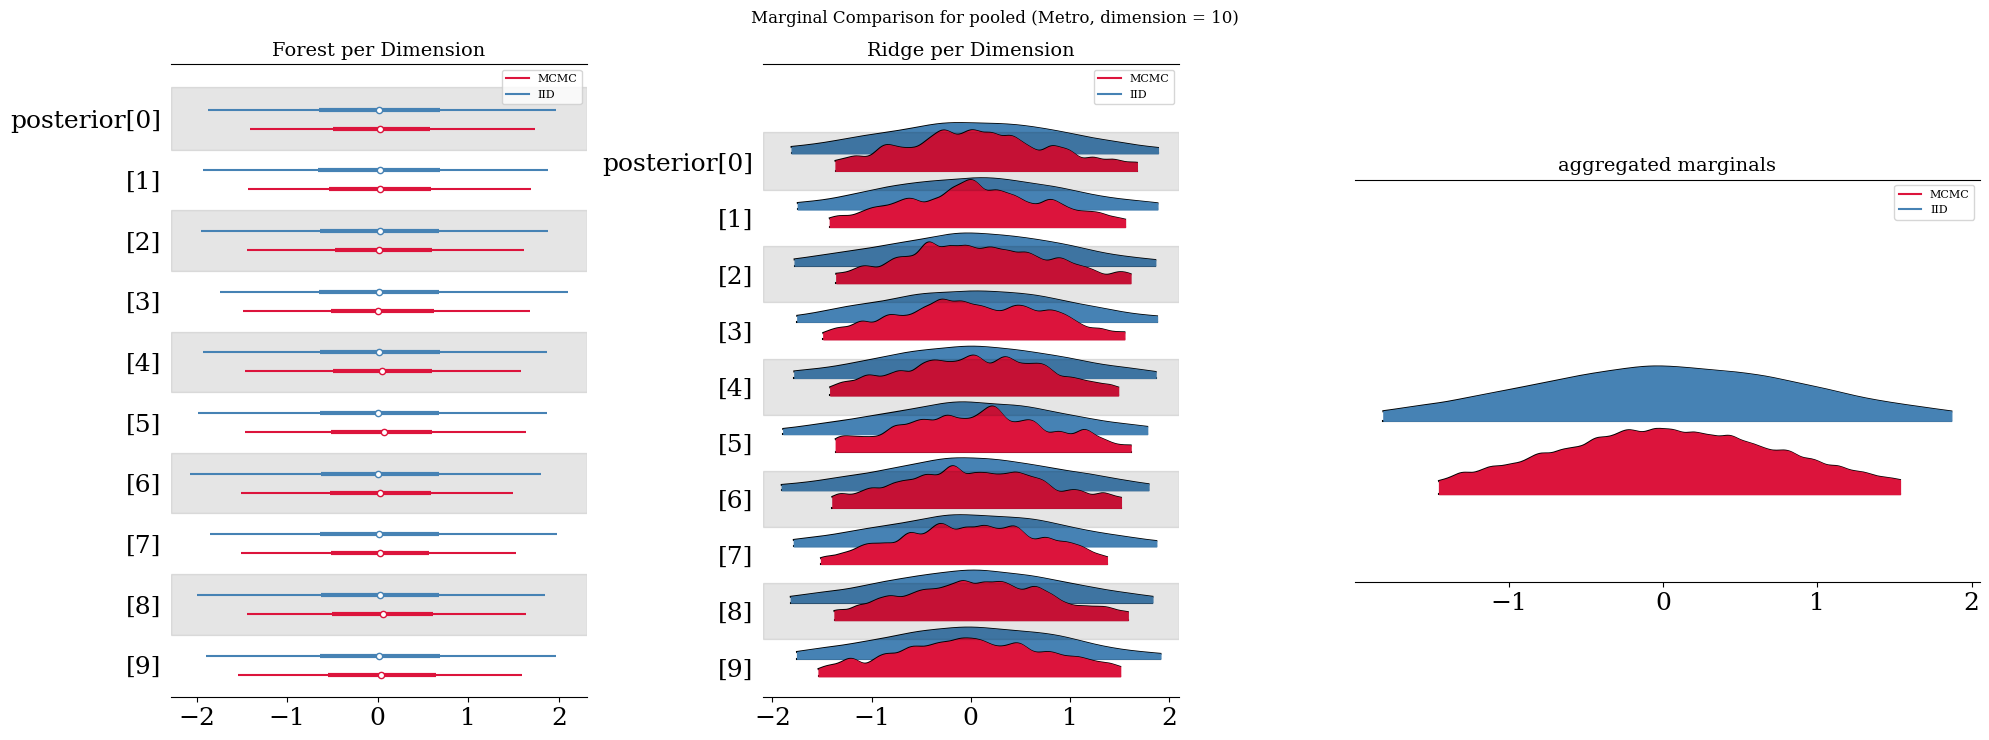 Marginal Comparison for pooled (Metro, dimension = 10)
Forest per Dimension
MCMC
IID
posterior[0]
[1]
[2]
[3]
[4]
[5]
[6]
[7]
[8]
[9]
−2 −1 0 1 2
Ridge per Dimension
MCMC
IID
posterior[0]
[1]
[2]
[3]
[4]
[5]
[6]
[7]
[8]
[9]
−2 −1 0 1 2
aggregated marginals
MCMC
IID
−1 0 1 2